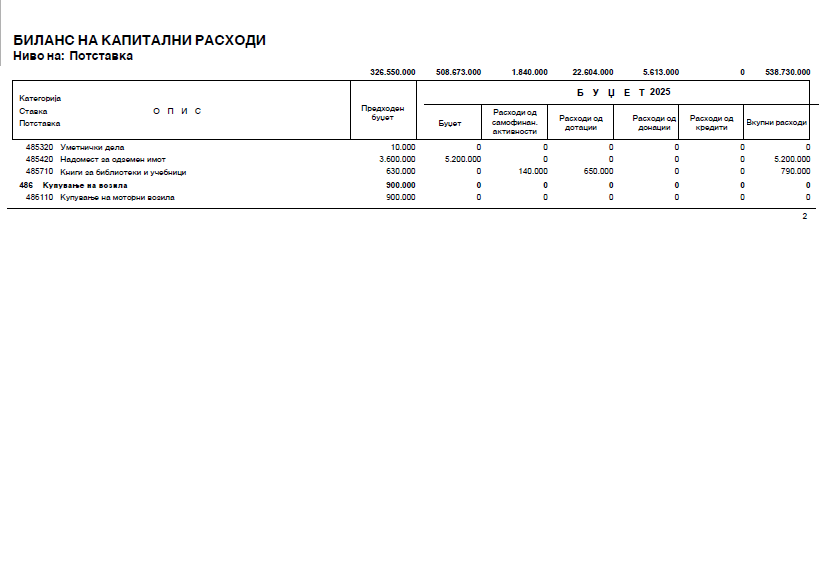 БИЛАНС НА КАПИТАЛНИ РАСХОДИ
Ниво на: Потставка
326.550.000 508.673.000 1.840.000 22.604.000 5.613.000 0 538.730.000
Категорија
Ставка О П И С
Потставка
Предходен буџет
Б У Џ Е Т 2025
Буџет
Расходи од самофинан. активности
Расходи од дотации
Расходи од донации
Расходи од кредити
Вкупни расходи
485320 Уметнички дела 10.000 0 0 0 0 0 0
485420 Надомест за одземен имот 3.600.000 5.200.000 0 0 0 0 5.200.000
485710 Книги за библиотеки и учебници 630.000 0 140.000 650.000 0 0 790.000
486 Купување на возила 900.000 0 0 0 0 0 0
486110 Купување на моторни возила 900.000 0 0 0 0 0 0
2